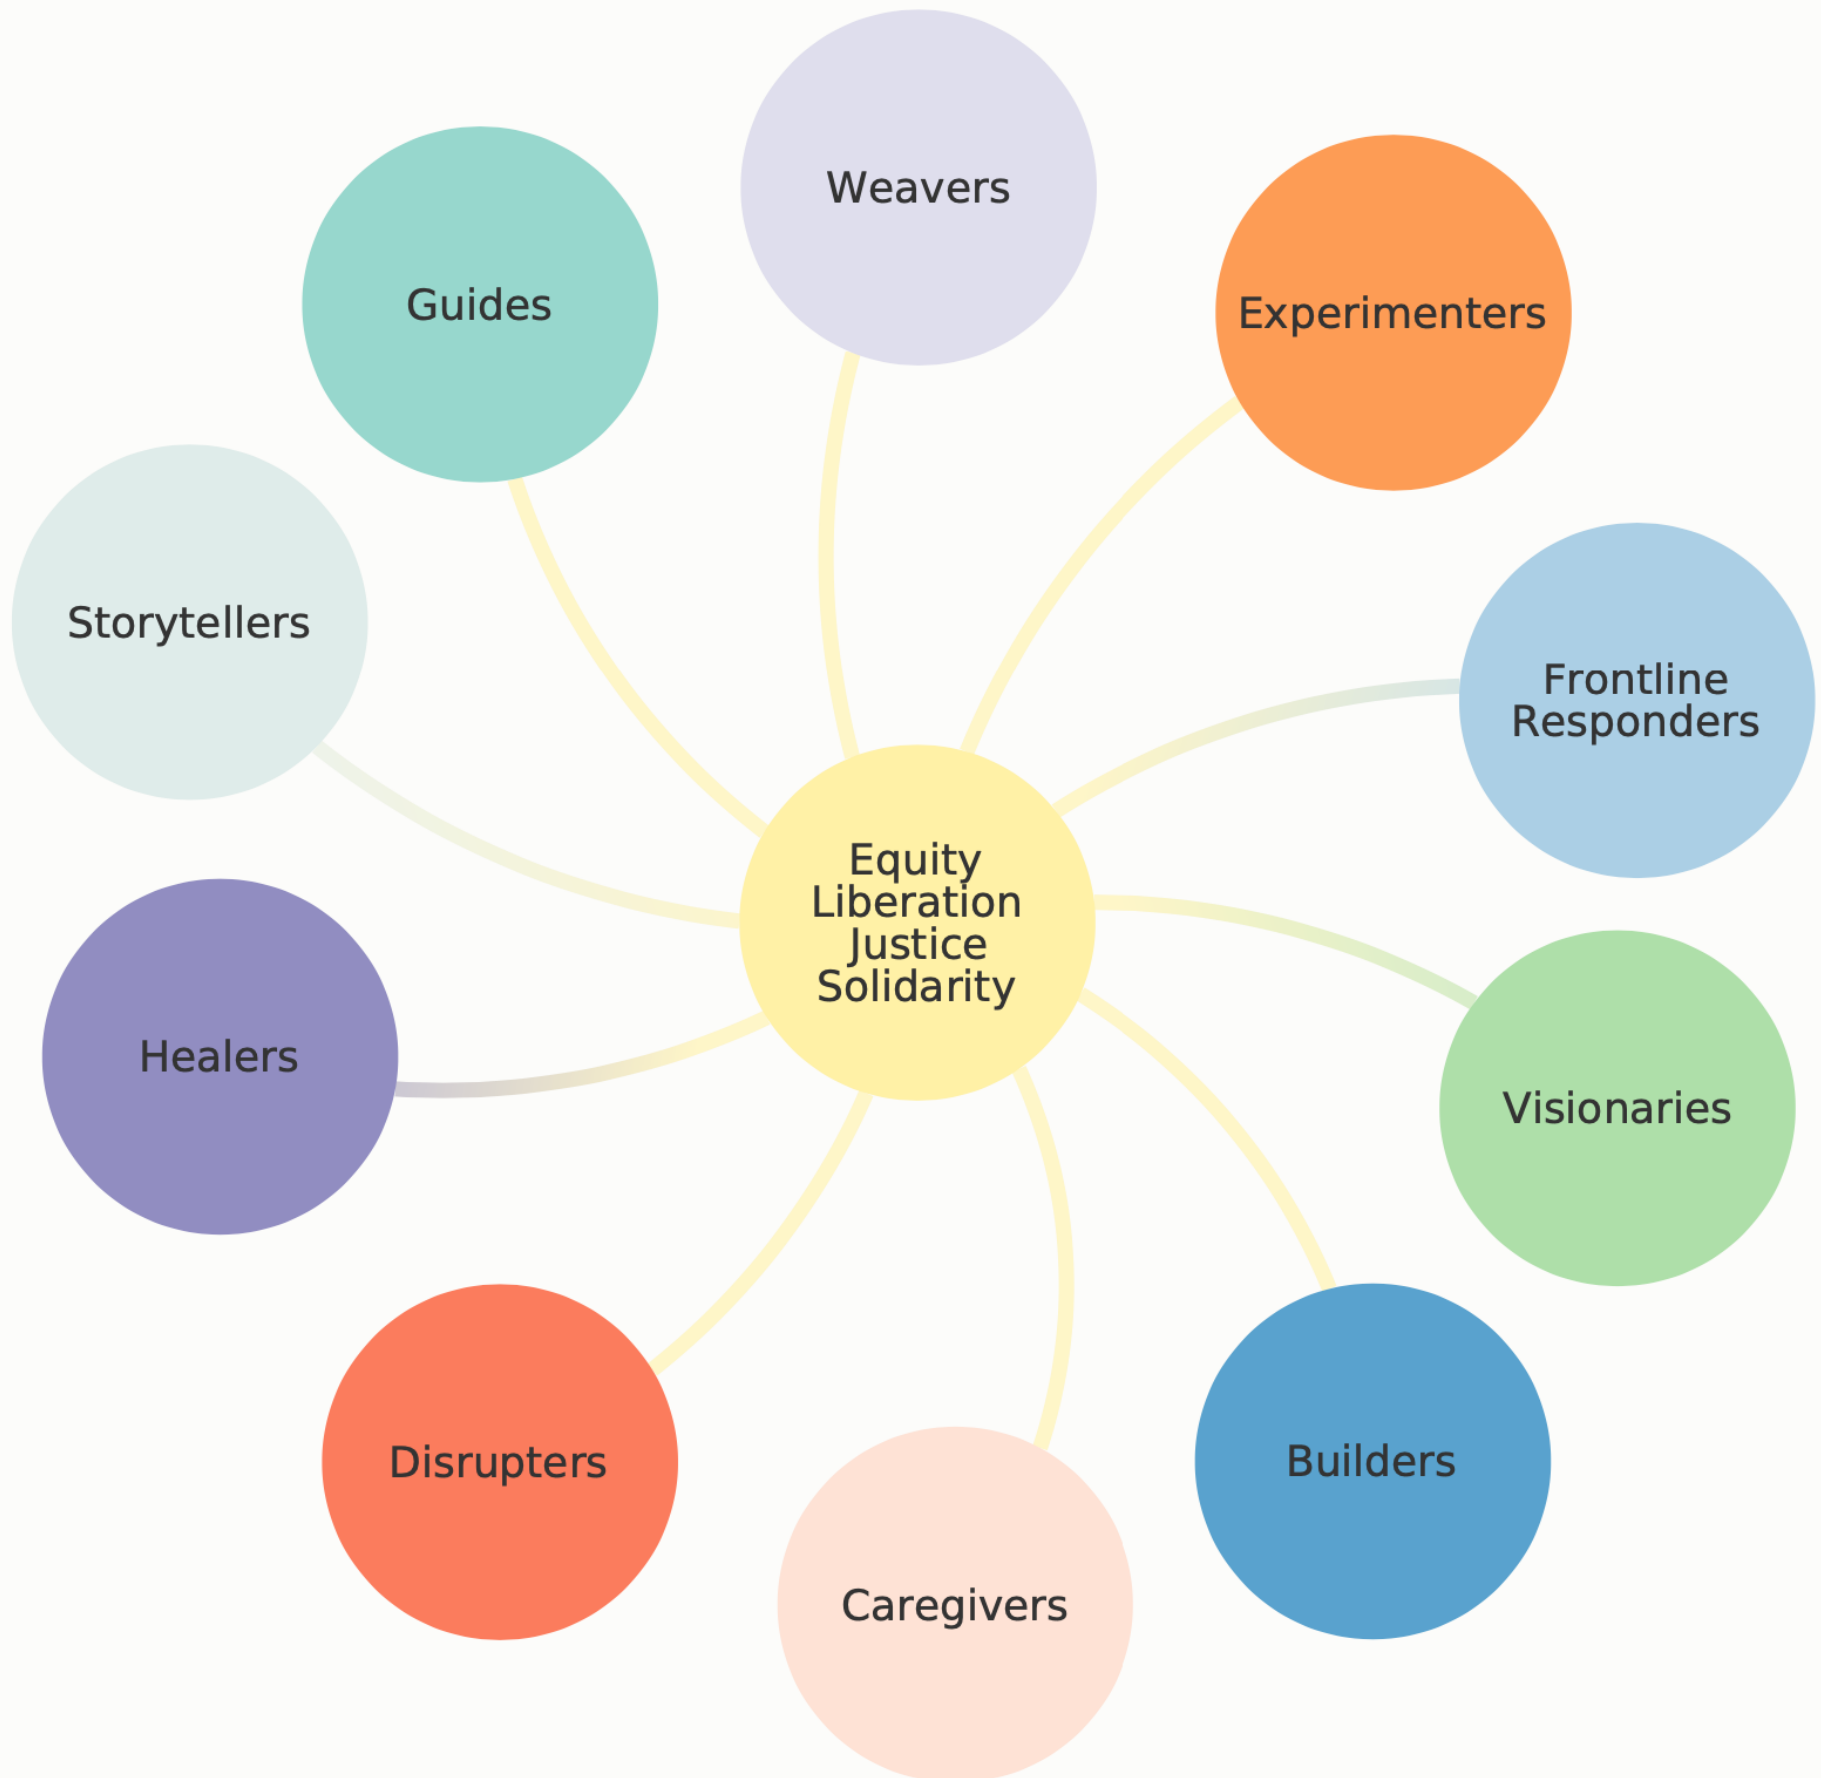 Weavers
Guides
Experimenters
Storytellers
Frontline
Responders
Equity
Liberation
Justice
Solidarity
Healers
Visionaries
Disrupters
Builders
Caregivers